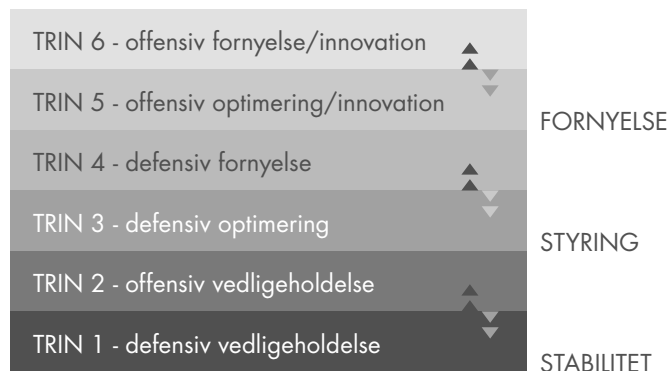 TRIN 6 - offensiv fornyelse/innovation
TRIN 5 - offensiv optimering/innovation
FORNYELSE
TRIN 4 - defensiv fornyelse
TRIN 3 - defensiv optimering
STYRING
TRIN 2 - offensiv vedligeholdelse
TRIN 1 - defensiv vedligeholdelse
STABILITET